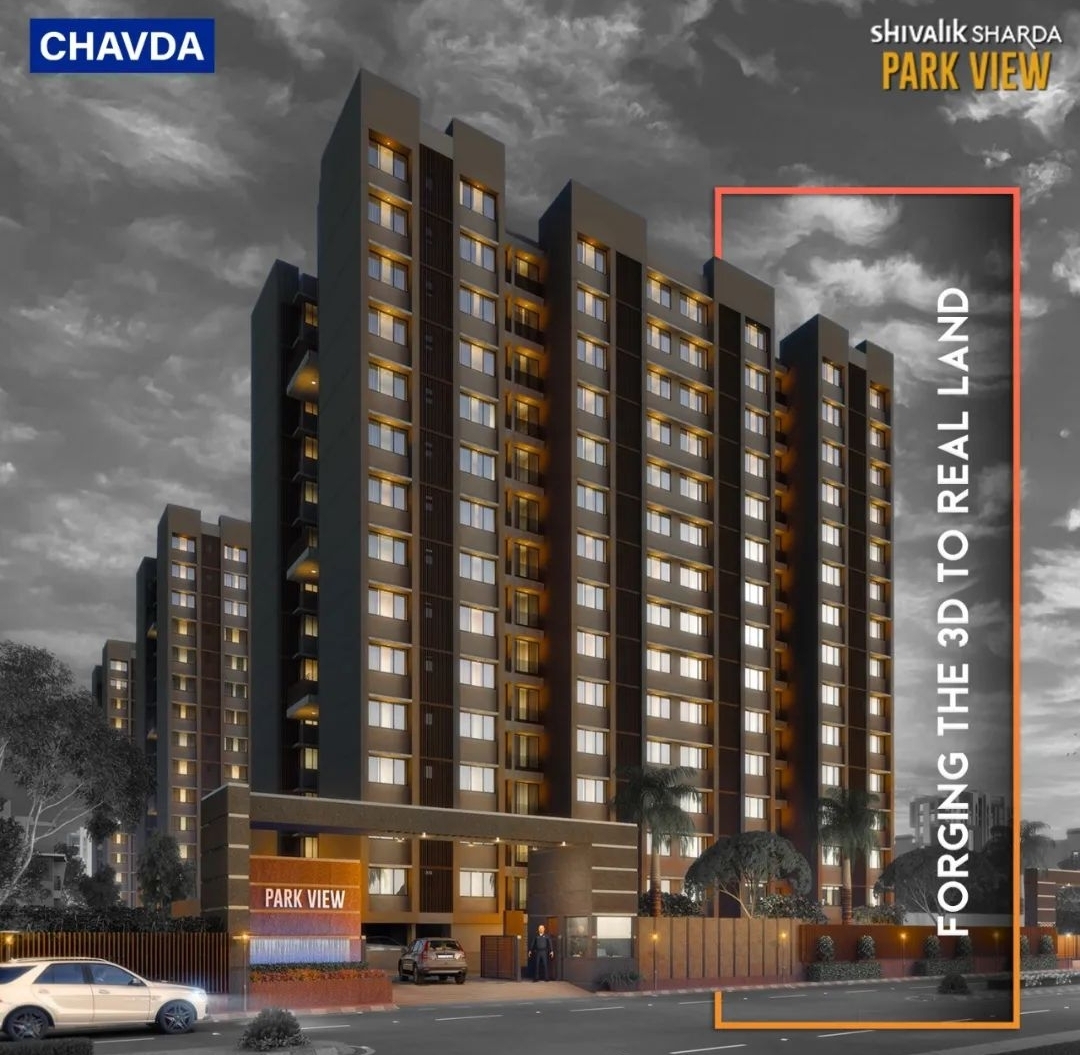 CHAVDA
shivalik SHARDA
PARK VIEW
FORGING THE 3D TO REAL LAND
PARK VIEW